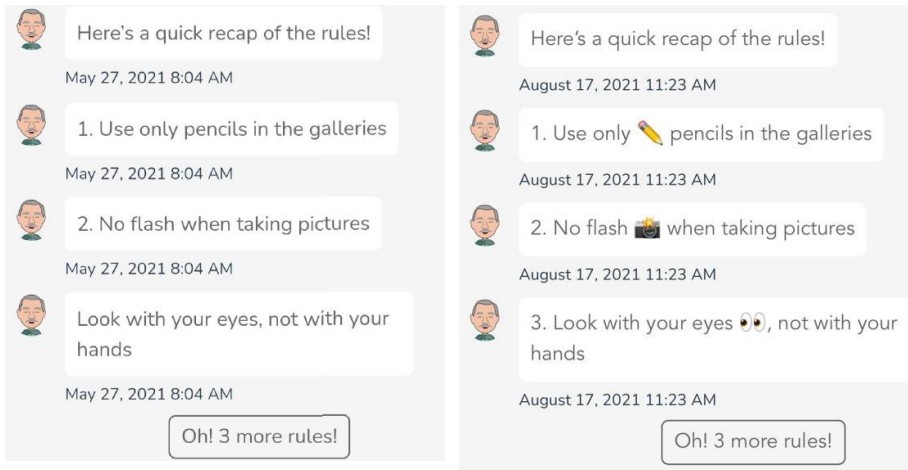 Here's a quick recap of the rules!
May 27, 2021 8:04 AM
1. Use only pencils in the galleries
May 27, 2021 8:04 AM
2. No flash when taking pictures
May 27, 2021 8:04 AM
Look with your eyes, not with your
hands
May 27, 2021 8:04 AM
Oh! 3 more rules!
Here's a quick recap of the rules!
August 17, 2021 11:23 AM
1. Use only ✏️ pencils in the galleries
August 17, 2021 11:23 AM
2. No flash 📸 when taking pictures
August 17, 2021 11:23 AM
3. Look with your eyes 👀, not with your
hands
August 17, 2021 11:23 AM
Oh! 3 more rules!